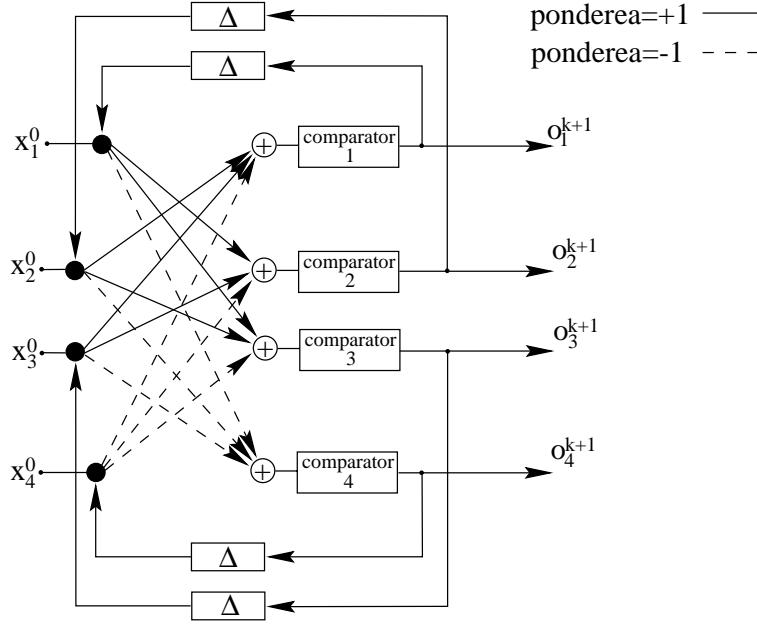 Δ
ponderea=+1
Δ
ponderea=-1
x₁⁰
+
comparator
1
o₁ᵏ⁺¹
x₂⁰
+
comparator
2
o₂ᵏ⁺¹
x₃⁰
+
comparator
3
o₃ᵏ⁺¹
x₄⁰
+
comparator
4
o₄ᵏ⁺¹
Δ
Δ